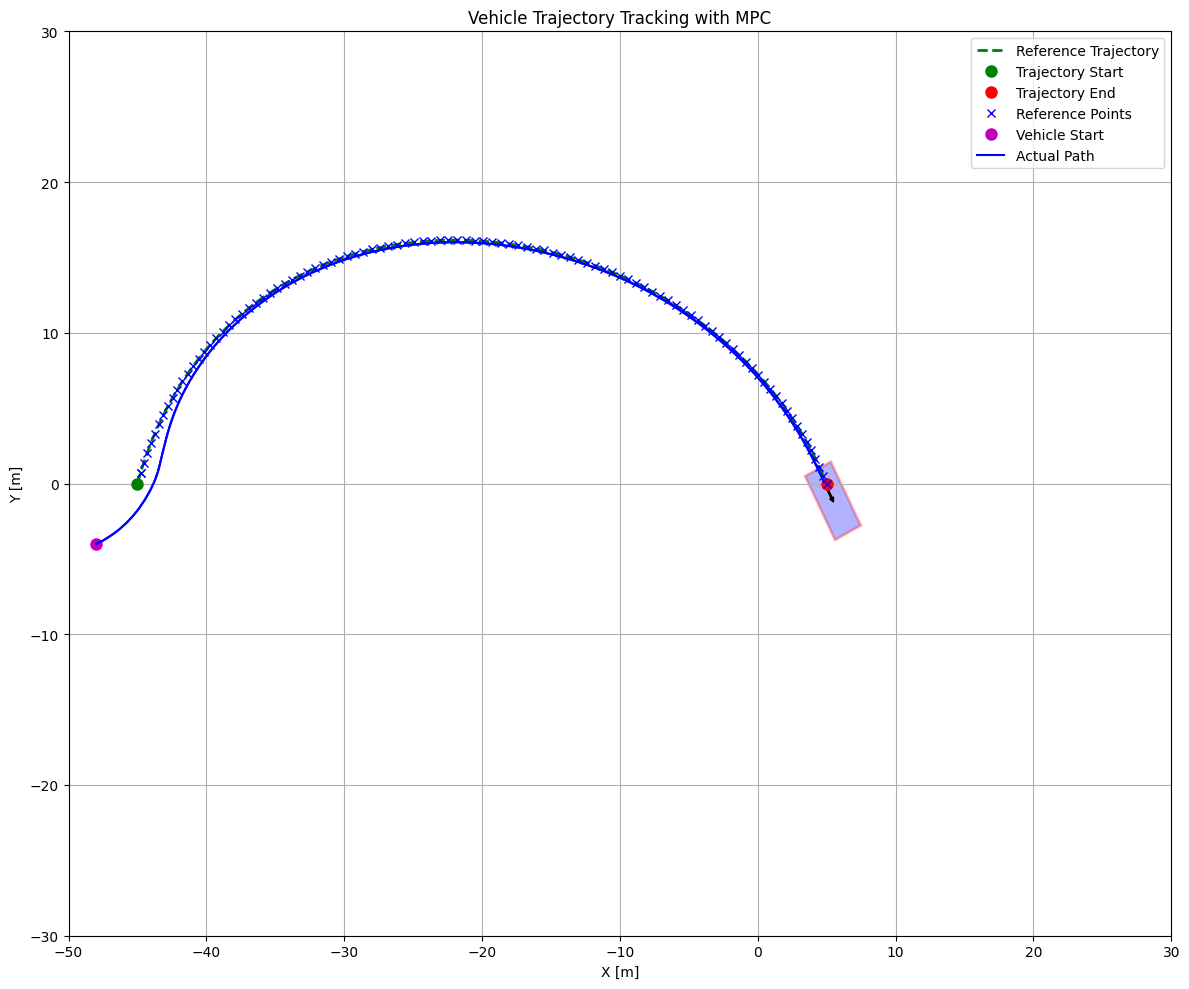 Vehicle Trajectory Tracking with MPC
Reference Trajectory
Trajectory Start
Trajectory End
Reference Points
Vehicle Start
Actual Path
Y [m]
30
20
10
0
−10
−20
−30
−50
−40
−30
−20
−10
0
10
20
30
X [m]